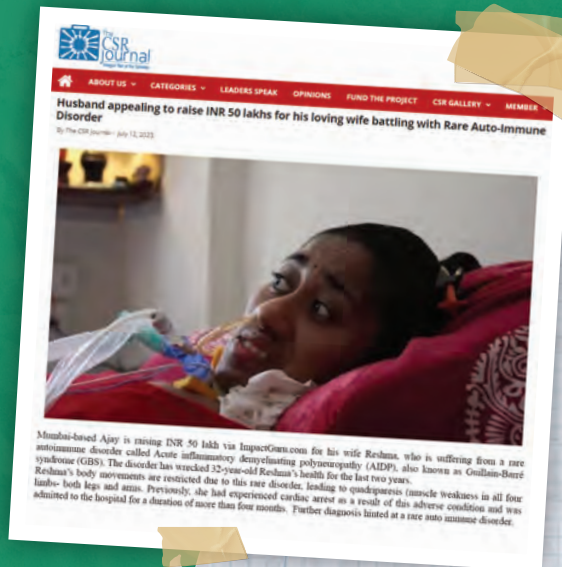 The
CSR
Journal
ABOUT US
CATEGORIES
LEADERS SPEAK
OPINIONS
FUND THE PROJECT
CSR GALLERY
MEMBER
Husband appealing to raise INR 50 lakhs for his loving wife battling with Rare Auto-Immune
Disorder
By The CSR Journal - July 12, 2023
Mumbai-based Ajay is raising INR 50 lakh via ImpactGuru.com for his wife Reshma, who is suffering from a rare
autoimmune disorder called Acute inflammatory demyelinating polyneuropathy (AIDP), also known as Guillain-Barré
syndrome (GBS). The disorder has wrecked 32-year-old Reshma's health for the last two years.
Reshma's body movements are restricted due to this rare disorder, leading to quadriparesis (muscle weakness in all four
limbs- both legs and arms. Previously, she had experienced cardiac arrest as a result of this adverse condition and was
admitted to the hospital for a duration of more than four months. Further diagnosis hinted at a rare auto immune disorder.